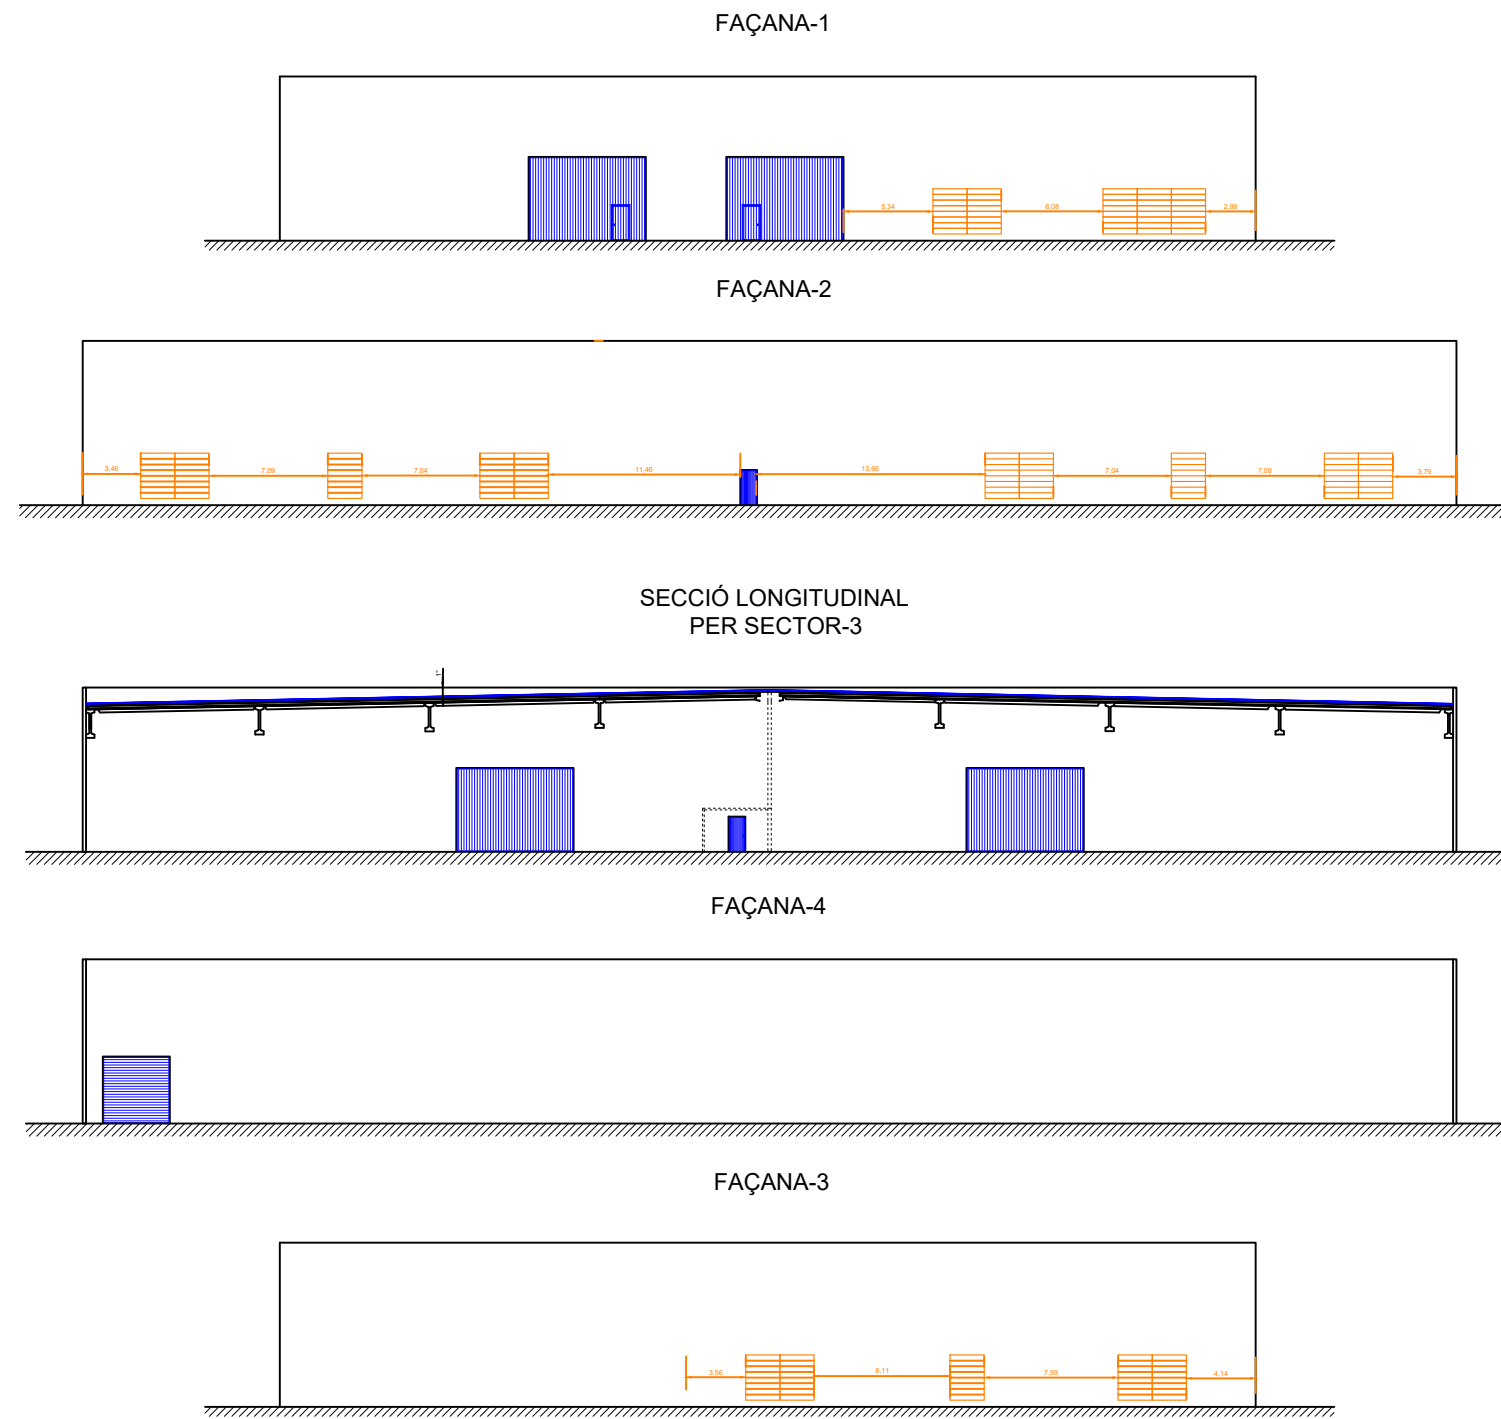 FAÇANA-1
5,34
6,08
2,99
FAÇANA-2
3,46
7,09
7,04
11,46
13,66
7,04
7,09
3,79
SECCIÓ LONGITUDINAL
PER SECTOR-3
FAÇANA-4
FAÇANA-3
3,56
8,11
7,99
4,14